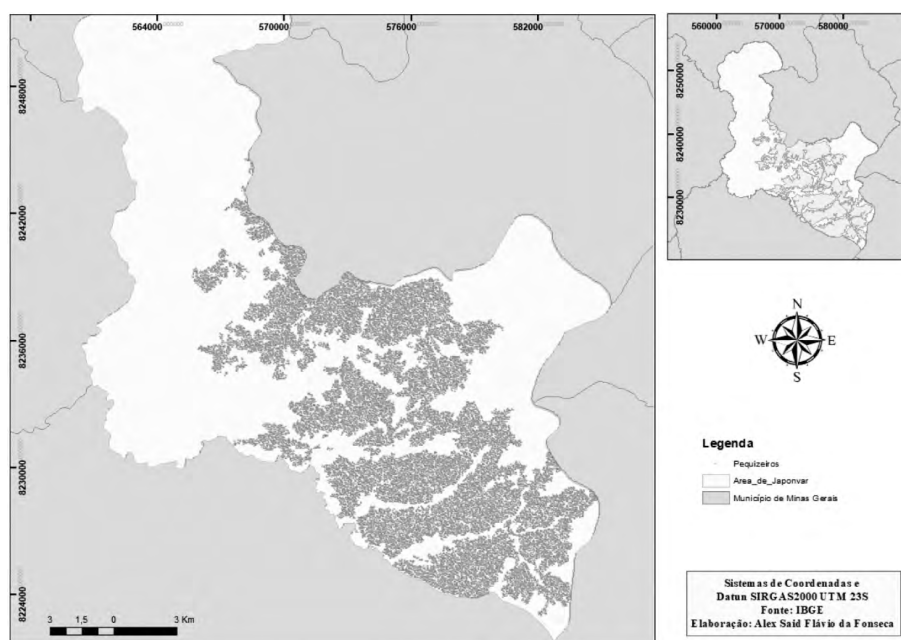 564000 570000 576000 582000
8248000
8242000
8236000
8230000
8224000
3 1,5 0 3 Km
560000 570000 580000
8250000
8240000
8230000
N
W E
S
Legenda
Pequizeiros
Area_de_Japonvar
Município de Minas Gerais
Sistemas de Coordenadas e
Datun SIRGAS2000 UTM 23S
Fonte: IBGE
Elaboração: Alex Said Flávio da Fonseca